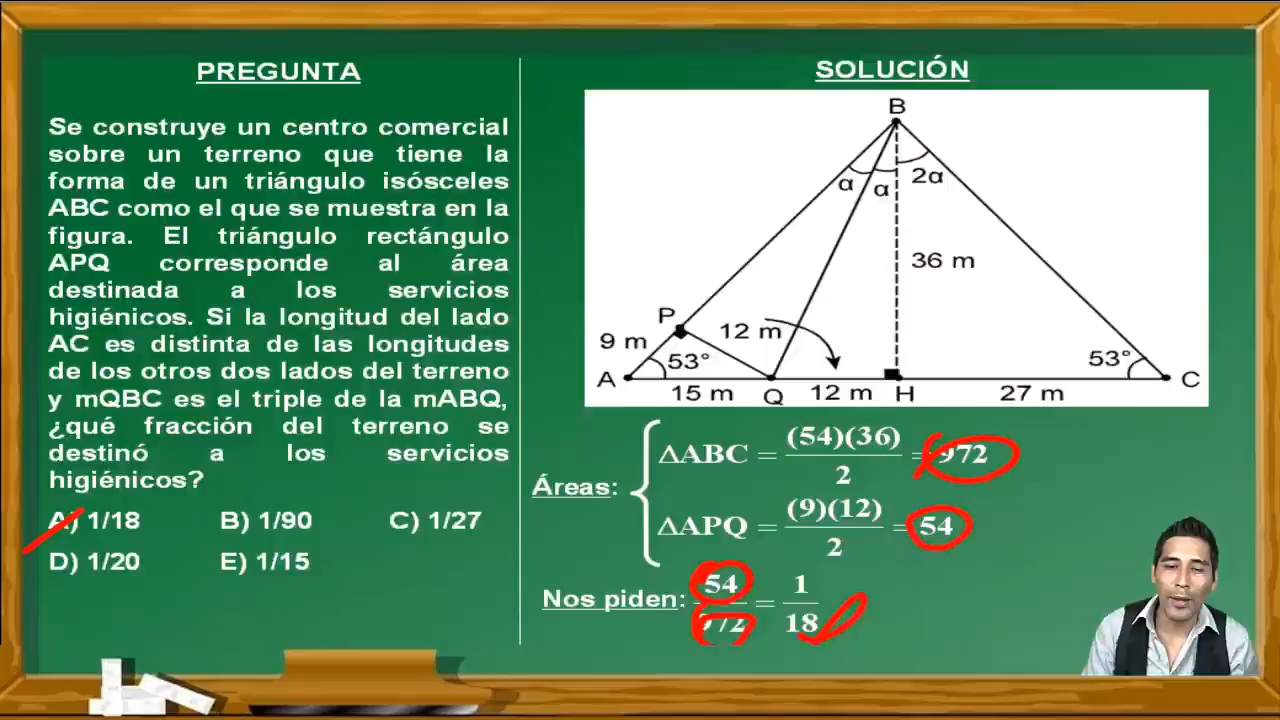 PREGUNTA
Se construye un centro comercial
sobre un terreno que tiene la
forma de un triángulo isósceles
ABC como el que se muestra en la
figura. El triángulo rectángulo
APQ corresponde al área
destinada a los servicios
higiénicos. Sí la longitud del lado
AC es distinta de las longitudes
de los otros dos lados del terreno
y mQBC es el triple de la mABQ,
¿qué fracción del terreno se
destinó a los servicios
higiénicos?
A) 1/18 B) 1/90 C) 1/27
D) 1/20 E) 1/15
SOLUCIÓN
B
α α 2α
36 m
P
9 m 12 m
53° 53°
A 15 m Q 12 m H 27 m C
Áreas:
ΔABC = (54)(36)/2 = 972
ΔAPQ = (9)(12)/2 = 54
Nos piden: 54/972 = 1/18